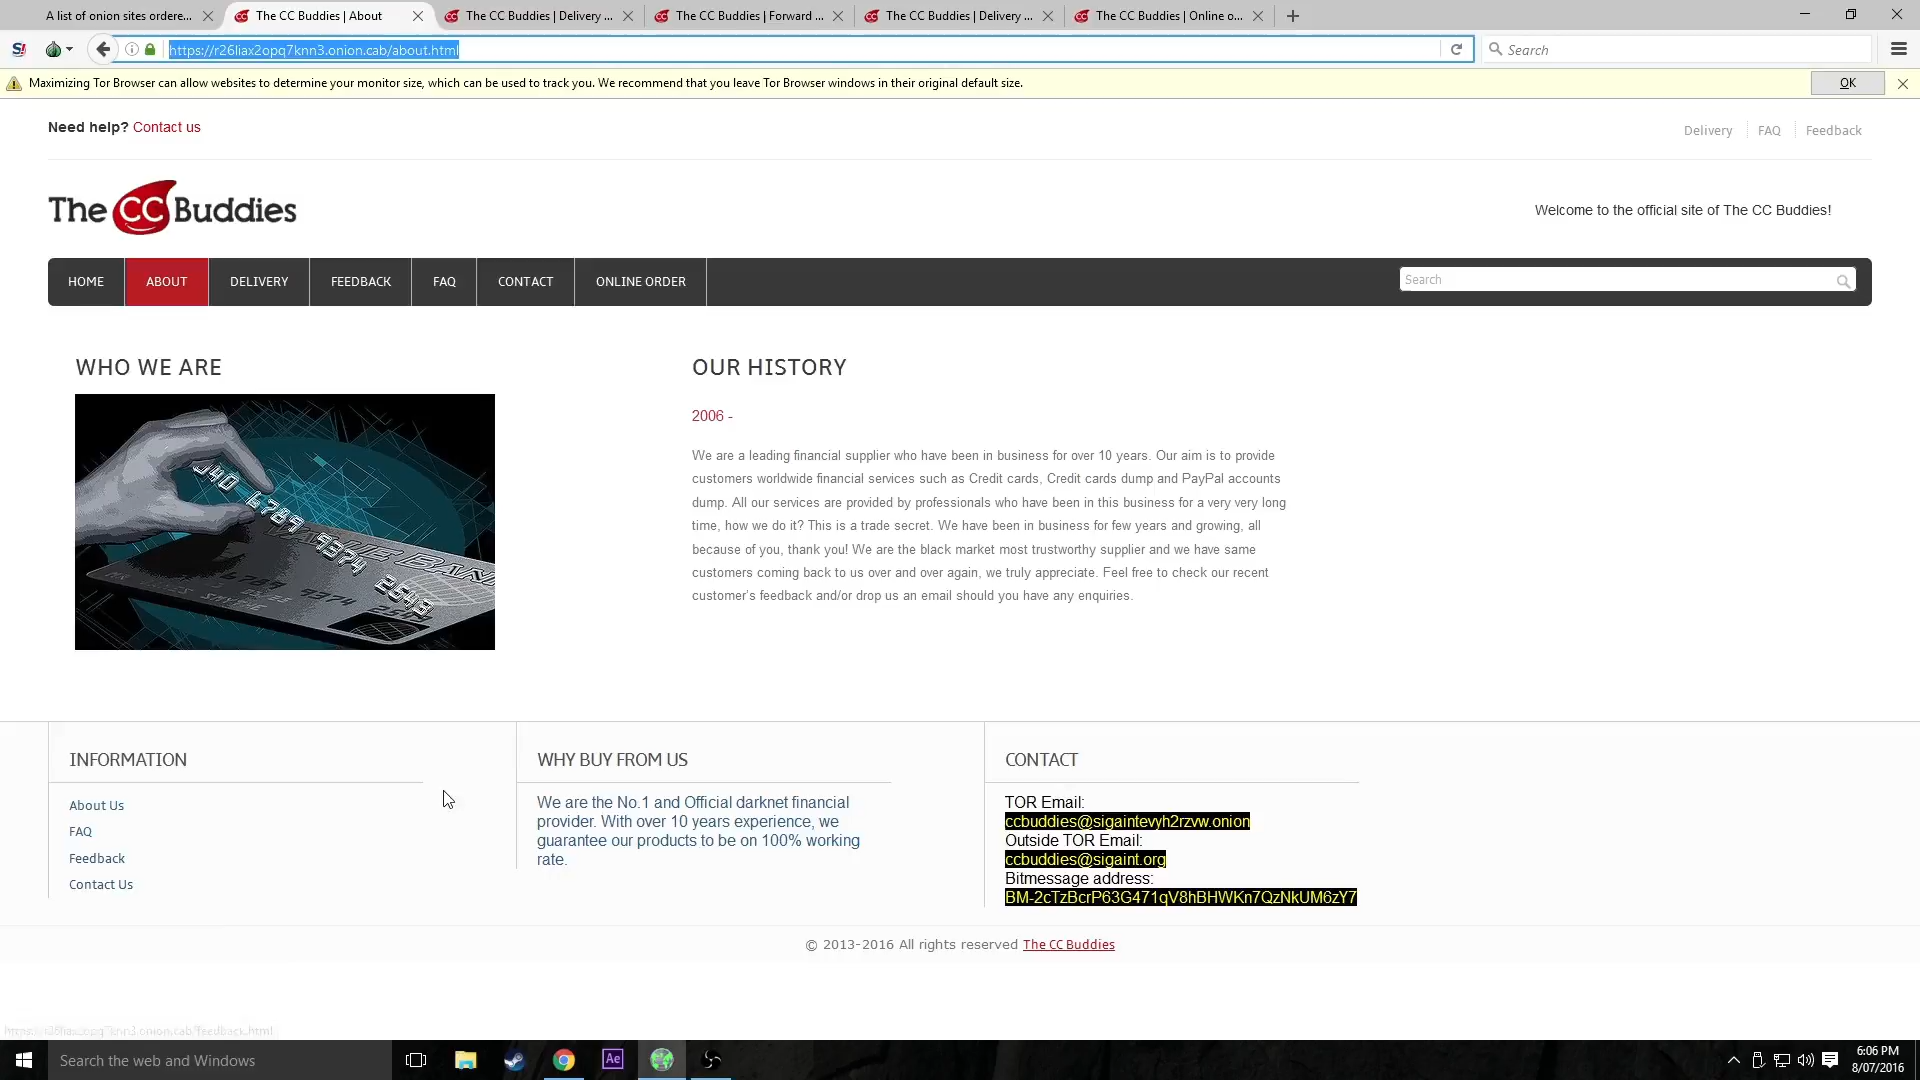 A list of onion sites ordere...
The CC Buddies | About
The CC Buddies | Delivery ...
The CC Buddies | Forward ...
The CC Buddies | Delivery ...
The CC Buddies | Online o...
https://r26liax2opq7knn3.onion.cab/about.html
Search
Maximizing Tor Browser can allow websites to determine your monitor size, which can be used to track you. We recommend that you leave Tor Browser windows in their original default size.
OK
Need help? Contact us
Delivery
FAQ
Feedback
The CC Buddies
Welcome to the official site of The CC Buddies!
HOME
ABOUT
DELIVERY
FEEDBACK
FAQ
CONTACT
ONLINE ORDER
Search
WHO WE ARE
OUR HISTORY
2006 -
We are a leading financial supplier who have been in business for over 10 years. Our aim is to provide
customers worldwide financial services such as Credit cards, Credit cards dump and PayPal accounts
dump. All our services are provided by professionals who have been in this business for a very very long
time, how we do it? This is a trade secret. We have been in business for few years and growing, all
because of you, thank you! We are the black market most trustworthy supplier and we have same
customers coming back to us over and over again, we truly appreciate. Feel free to check our recent
customer's feedback and/or drop us an email should you have any enquiries.
INFORMATION
About Us
FAQ
Feedback
Contact Us
WHY BUY FROM US
We are the No.1 and Official darknet financial
provider. With over 10 years experience, we
guarantee our products to be on 100% working
rate.
CONTACT
TOR Email:
ccbuddies@sigaintevyh2rzvw.onion
Outside TOR Email:
ccbuddies@sigaint.org
Bitmessage address:
BM-2cTzBcrP63G471qV8hBHWKn7QzNkUM6zY7
© 2013-2016 All rights reserved The CC Buddies
Search the web and Windows
Ae
6:06 PM
8/07/2016